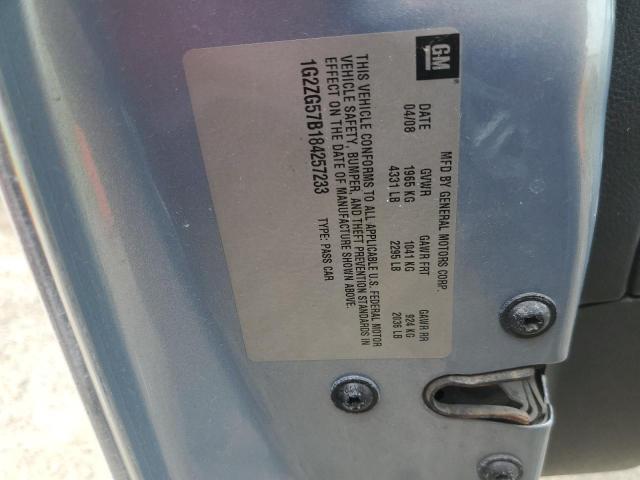 GM
MFD BY GENERAL MOTORS CORP.
DATE GVWR GAWR FRT GAWR RR
04/08 1965 KG 1041 KG 924 KG
4331 LB 2295 LB 2036 LB
THIS VEHICLE CONFORMS TO ALL APPLICABLE U.S. FEDERAL MOTOR
VEHICLE SAFETY, BUMPER, AND THEFT PREVENTION STANDARDS IN
EFFECT ON THE DATE OF MANUFACTURE SHOWN ABOVE.
1G2ZG57B184257233 TYPE: PASS CAR